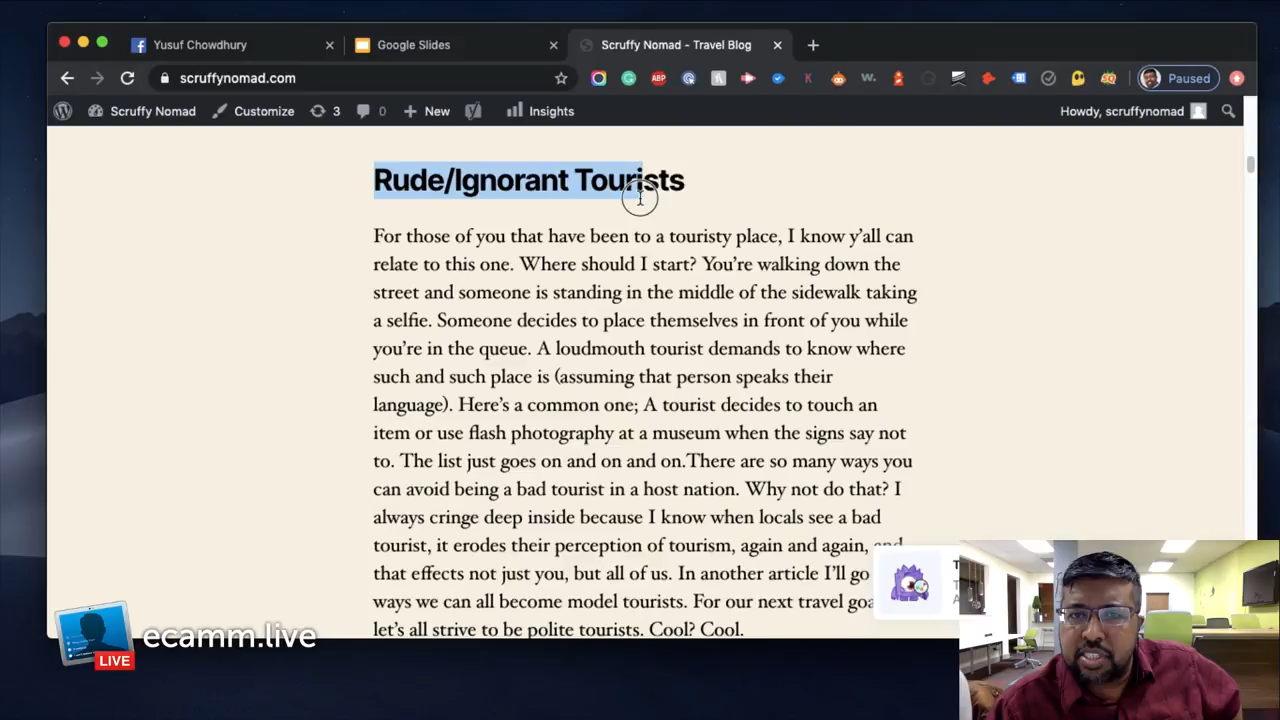 Yusuf Chowdhury
Google Slides
Scruffy Nomad - Travel Blog
scruffynomad.com
ABP
K
w.
Paused
Scruffy Nomad
Customize
3
0
New
Insights
Howdy, scruffynomad
Rude/Ignorant Tourists
For those of you that have been to a touristy place, I know y’all can
relate to this one. Where should I start? You’re walking down the
street and someone is standing in the middle of the sidewalk taking
a selfie. Someone decides to place themselves in front of you while
you’re in the queue. A loudmouth tourist demands to know where
such and such place is (assuming that person speaks their
language). Here’s a common one; A tourist decides to touch an
item or use flash photography at a museum when the signs say not
to. The list just goes on and on and on.There are so many ways you
can avoid being a bad tourist in a host nation. Why not do that? I
always cringe deep inside because I know when locals see a bad
tourist, it erodes their perception of tourism, again and again, and
that effects not just you, but all of us. In another article I’ll go
ways we can all become model tourists. For our next travel
let’s all strive to be polite tourists. Cool? Cool.
ecamm.live
LIVE